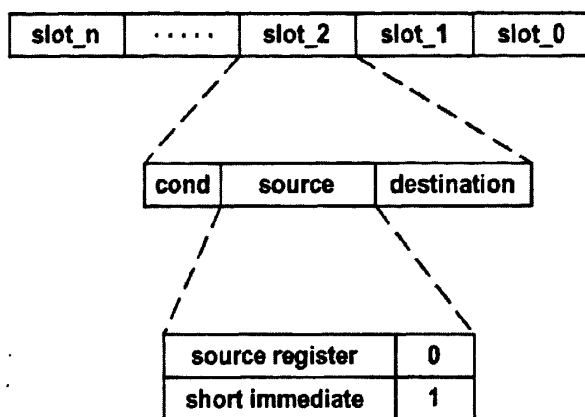 slot_n ..... slot_2 slot_1 slot_0
cond source destination
source register 0
short immediate 1